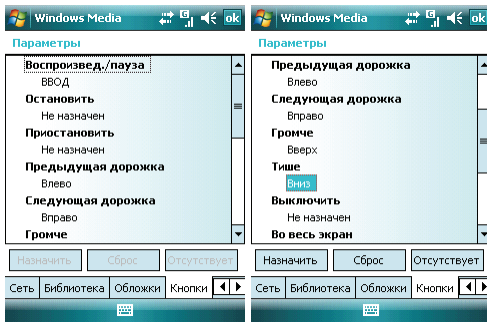 Windows Media
G
ok
Параметры
Воспроизвед./пауза
ВВОД
Остановить
Не назначен
Приостановить
Не назначен
Предыдущая дорожка
Влево
Следующая дорожка
Вправо
Громче
Назначить Сброс Отсутствует
Сеть Библиотека Обложки Кнопки
Windows Media
G
ok
Параметры
Предыдущая дорожка
Влево
Следующая дорожка
Вправо
Громче
Вверх
Тише
Вниз
Выключить
Не назначен
Во весь экран
Назначить Сброс Отсутствует
Сеть Библиотека Обложки Кнопки